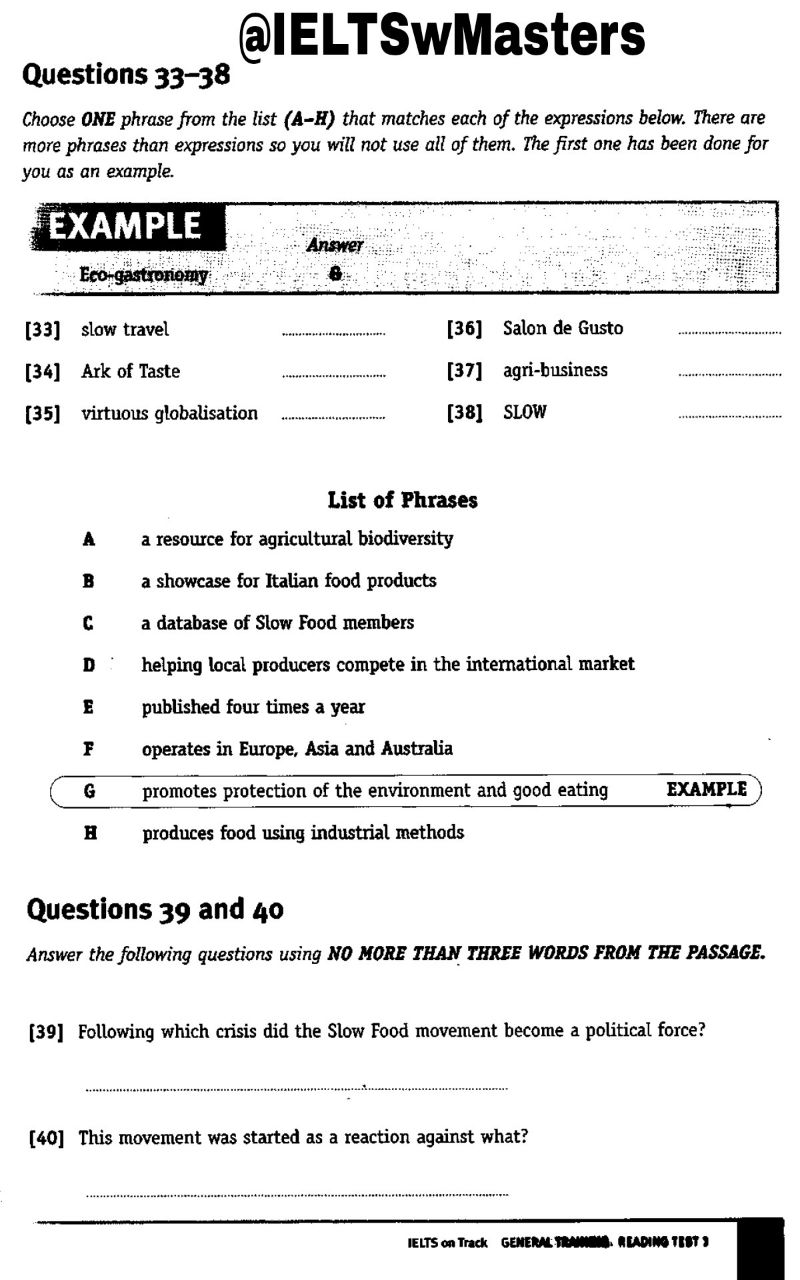 @IELTSwMasters
Questions 33–38
Choose ONE phrase from the list (A–H) that matches each of the expressions below. There are
more phrases than expressions so you will not use all of them. The first one has been done for
you as an example.
EXAMPLE
Answer
Eco-gastronomy G
[33] slow travel ............................
[36] Salon de Gusto ............................
[34] Ark of Taste ............................
[37] agri-business ............................
[35] virtuous globalisation ............................
[38] SLOW ............................
List of Phrases
A a resource for agricultural biodiversity
B a showcase for Italian food products
C a database of Slow Food members
D helping local producers compete in the international market
E published four times a year
F operates in Europe, Asia and Australia
G promotes protection of the environment and good eating EXAMPLE
H produces food using industrial methods
Questions 39 and 40
Answer the following questions using NO MORE THAN THREE WORDS FROM THE PASSAGE.
[39] Following which crisis did the Slow Food movement become a political force?
............................
[40] This movement was started as a reaction against what?
............................
IELTS on Track GENERAL TRAINING. READING TEST 3